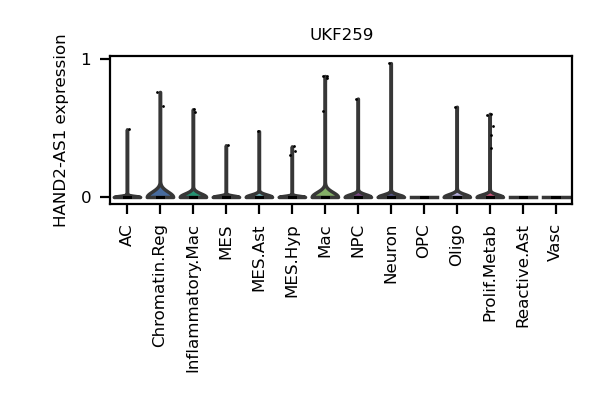 UKF259
HAND2-AS1 expression
1
0
AC
Chromatin.Reg
Inflammatory.Mac
MES
MES.Ast
MES.Hyp
Mac
NPC
Neuron
OPC
Oligo
Prolif.Metab
Reactive.Ast
Vasc